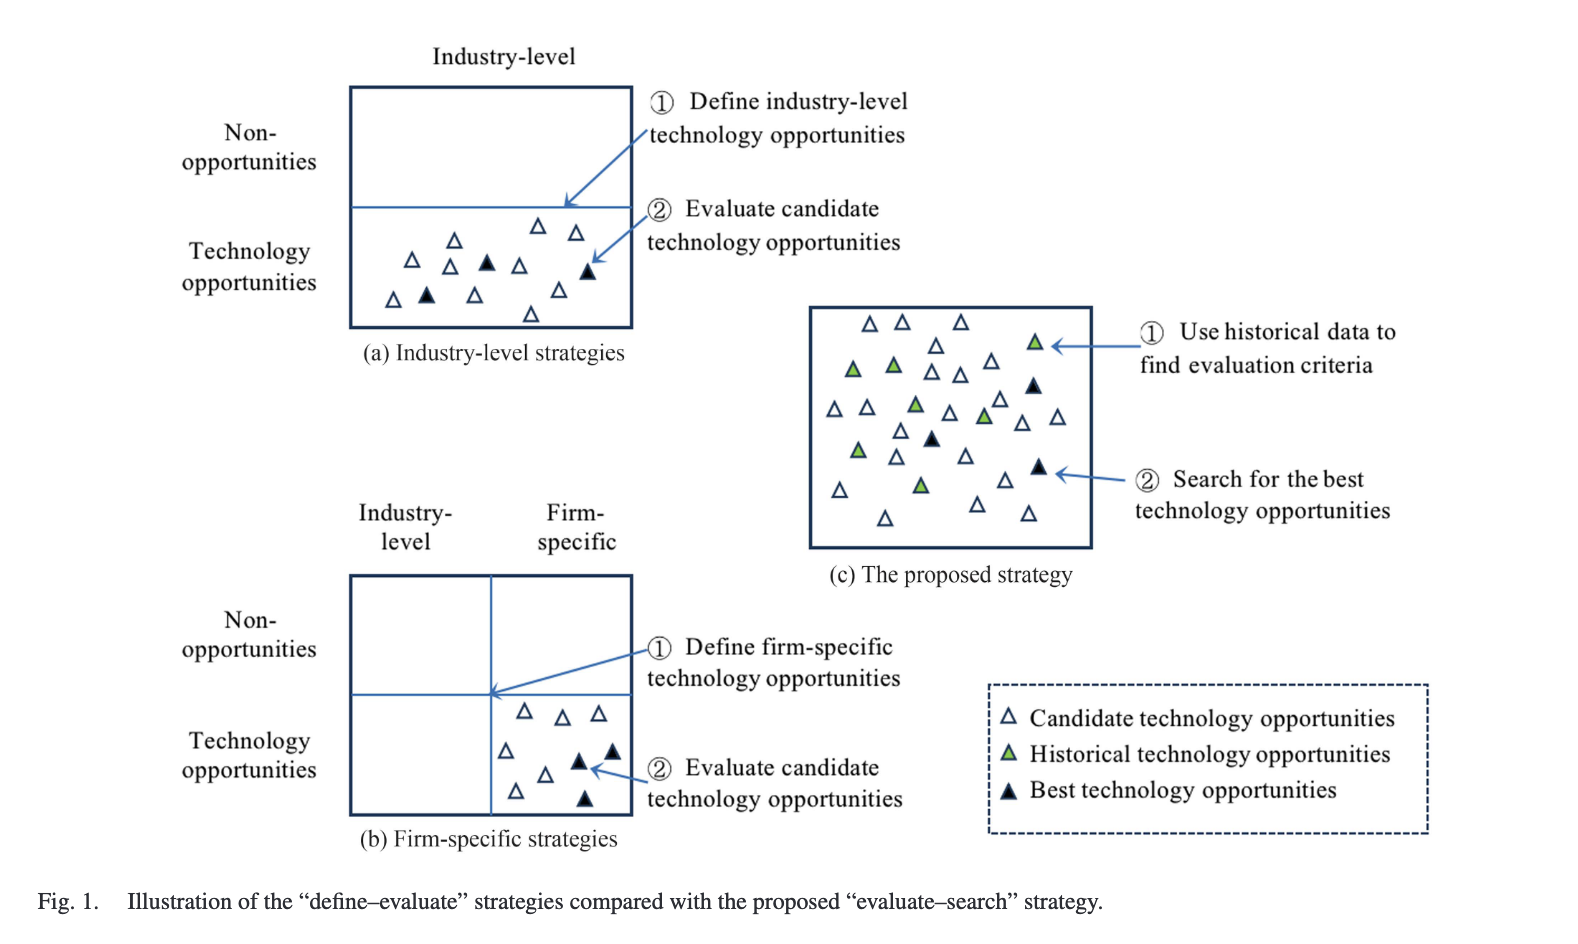 Industry-level
Non-
opportunities
① Define industry-level
technology opportunities
② Evaluate candidate
technology opportunities
Technology
opportunities
(a) Industry-level strategies
① Use historical data to
find evaluation criteria
② Search for the best
technology opportunities
(c) The proposed strategy
Industry-
level
Firm-
specific
Non-
opportunities
① Define firm-specific
technology opportunities
Technology
opportunities
② Evaluate candidate
technology opportunities
(b) Firm-specific strategies
Candidate technology opportunities
Historical technology opportunities
Best technology opportunities
Fig. 1. Illustration of the “define–evaluate” strategies compared with the proposed “evaluate–search” strategy.